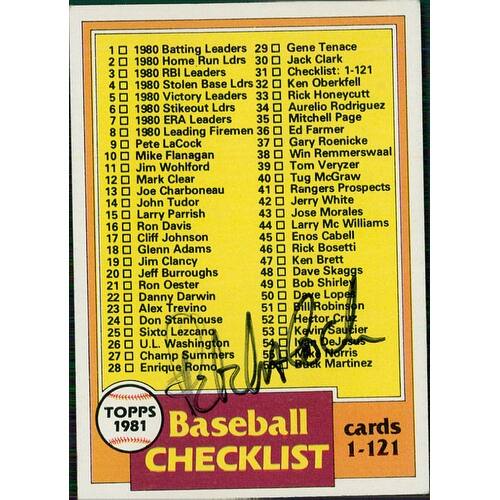 1 □ 1980 Batting Leaders
2 □ 1980 Home Run Ldrs
3 □ 1980 RBI Leaders
4 □ 1980 Stolen Base Ldrs
5 □ 1980 Victory Leaders
6 □ 1980 Stikeout Ldrs
7 □ 1980 ERA Leaders
8 □ 1980 Leading Firemen
9 □ Pete LaCock
10 □ Mike Flanagan
11 □ Jim Wohlford
12 □ Mark Clear
13 □ Joe Charboneau
14 □ John Tudor
15 □ Larry Parrish
16 □ Ron Davis
17 □ Cliff Johnson
18 □ Glenn Adams
19 □ Jim Clancy
20 □ Jeff Burroughs
21 □ Ron Oester
22 □ Danny Darwin
23 □ Alex Trevino
24 □ Don Stanhouse
25 □ Sixto Lezcano
26 □ U.L. Washington
27 □ Champ Summers
28 □ Enrique Romo
29 □ Gene Tenace
30 □ Jack Clark
31 □ Checklist: 1-121
32 □ Ken Oberkfell
33 □ Rick Honeycutt
34 □ Aurelio Rodriguez
35 □ Mitchell Page
36 □ Ed Farmer
37 □ Gary Roenicke
38 □ Win Remmerswaal
39 □ Tom Veryzer
40 □ Tug McGraw
41 □ Rangers Prospects
42 □ Jerry White
43 □ Jose Morales
44 □ Larry Mc Williams
45 □ Enos Cabell
46 □ Rick Bosetti
47 □ Ken Brett
48 □ Dave Skaggs
49 □ Bob Shirley
50 □ Dave Lopes
51 □ Bill Robinson
52 □ Hector Cruz
53 □ Kevin Saucier
54 □ Ivan DeJesus
55 □ Mike Norris
56 □ Buck Martinez
TOPPS
1981
Baseball
CHECKLIST
cards
1-121